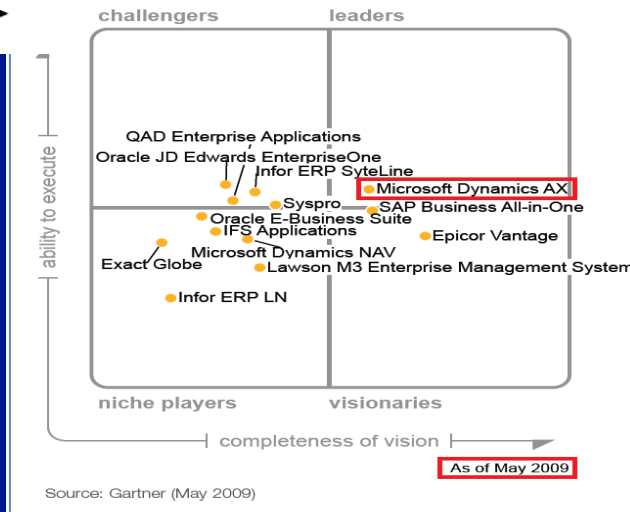 challengers
leaders
QAD Enterprise Applications
Oracle JD Edwards EnterpriseOne
Infor ERP SyteLine
Microsoft Dynamics AX
Syspro
SAP Business All-in-One
Oracle E-Business Suite
IFS Applications
Epicor Vantage
Microsoft Dynamics NAV
Exact Globe
Lawson M3 Enterprise Management System
Infor ERP LN
ability to execute
niche players
visionaries
completeness of vision
As of May 2009
Source: Gartner (May 2009)